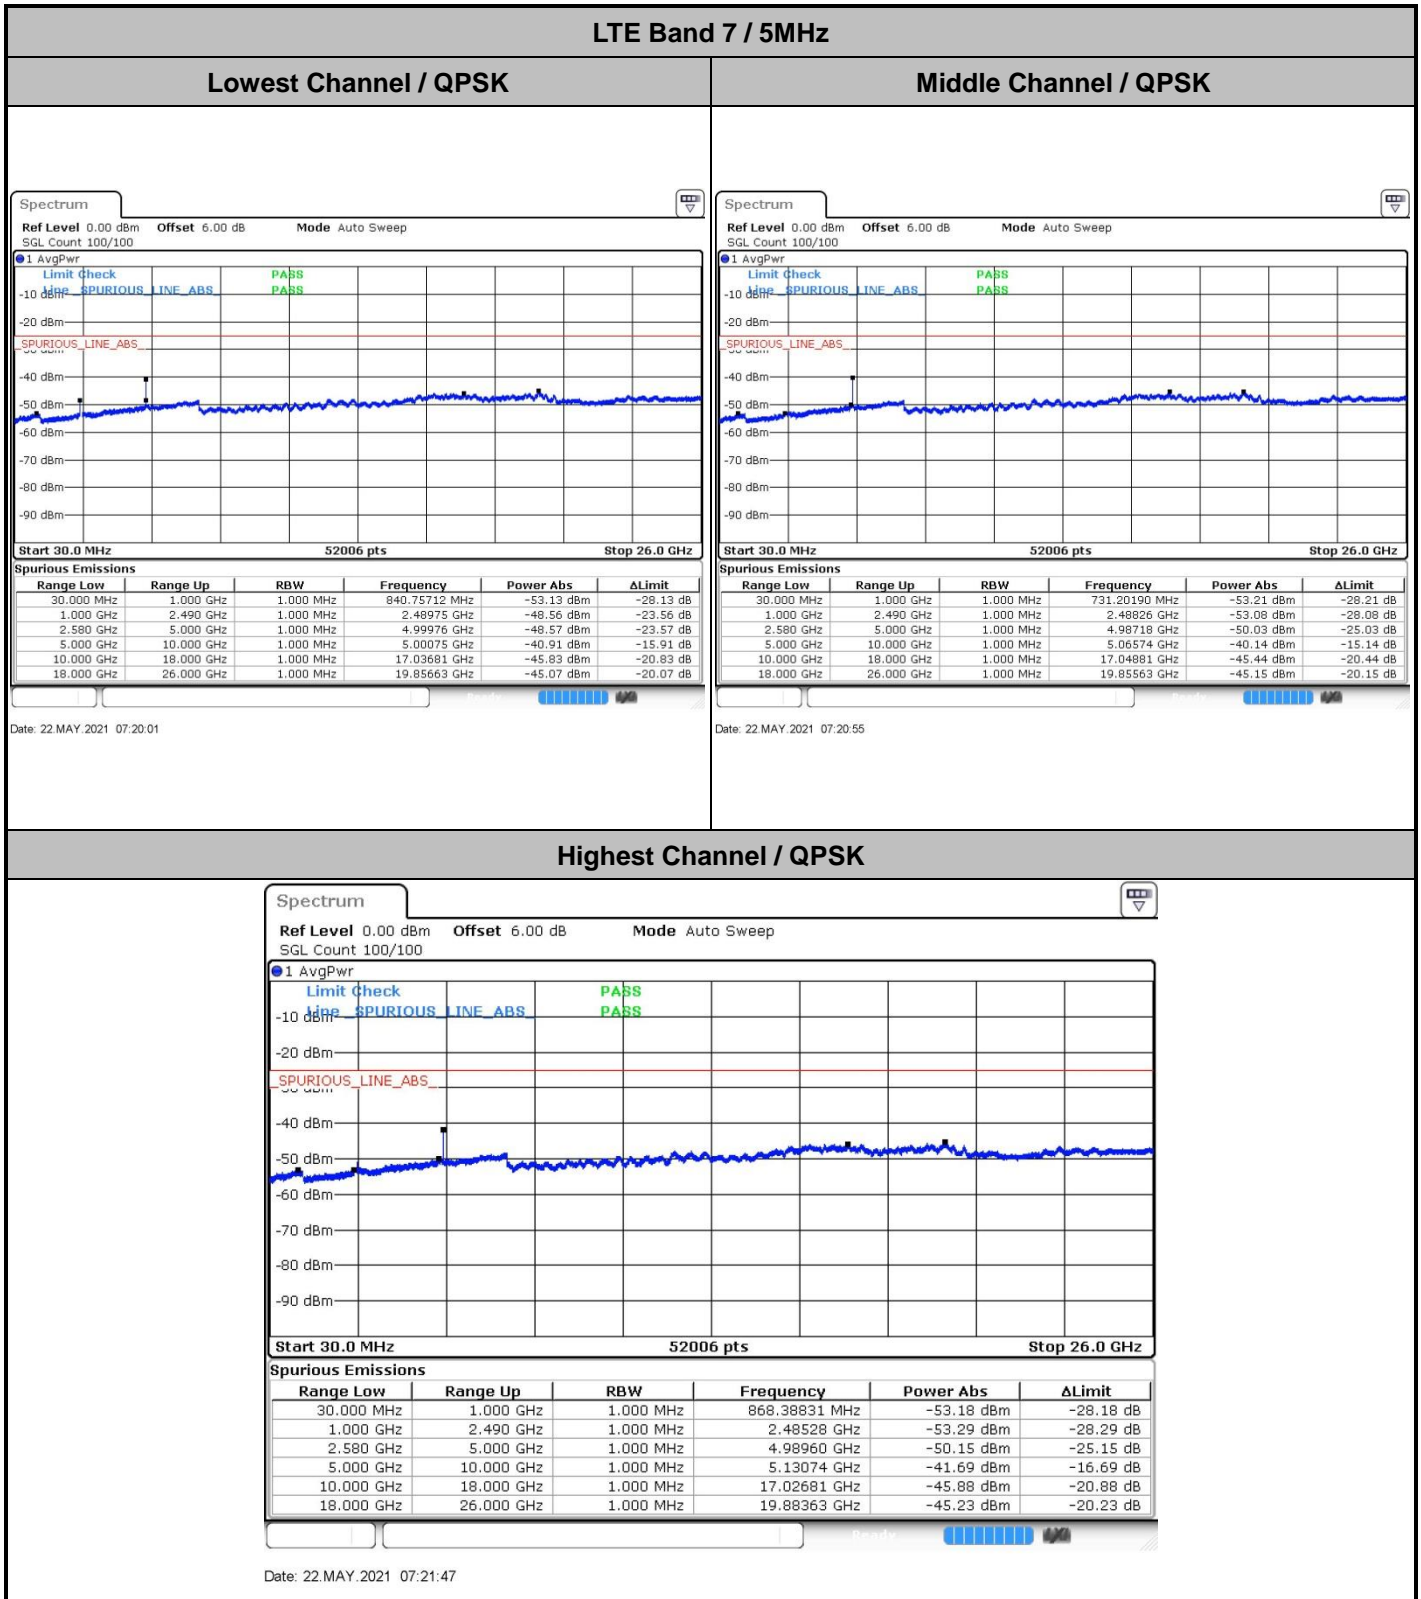 LTE Band 7 / 5MHz
Lowest Channel / QPSK
Spectrum
Ref Level 0.00 dBm Offset 6.00 dB Mode Auto Sweep
SGL Count 100/100
1 AvgPwr
Limit Check PASS
-10 dBm Line _SPURIOUS_LINE_ABS_ PASS
-20 dBm
_SPURIOUS_LINE_ABS_
-30 dBm
-40 dBm
-50 dBm
-60 dBm
-70 dBm
-80 dBm
-90 dBm
Start 30.0 MHz 52006 pts Stop 26.0 GHz
Spurious Emissions
Range Low Range Up RBW Frequency Power Abs ΔLimit
30.000 MHz 1.000 GHz 1.000 MHz 840.75712 MHz -53.13 dBm -28.13 dB
1.000 GHz 2.490 GHz 1.000 MHz 2.48975 GHz -48.56 dBm -23.56 dB
2.580 GHz 5.000 GHz 1.000 MHz 4.99976 GHz -48.57 dBm -23.57 dB
5.000 GHz 10.000 GHz 1.000 MHz 5.00075 GHz -40.91 dBm -15.91 dB
10.000 GHz 18.000 GHz 1.000 MHz 17.03681 GHz -45.83 dBm -20.83 dB
18.000 GHz 26.000 GHz 1.000 MHz 19.85663 GHz -45.07 dBm -20.07 dB
Ready
Date: 22.MAY.2021 07:20:01
Middle Channel / QPSK
Spectrum
Ref Level 0.00 dBm Offset 6.00 dB Mode Auto Sweep
SGL Count 100/100
1 AvgPwr
Limit Check PASS
-10 dBm Line _SPURIOUS_LINE_ABS_ PASS
-20 dBm
_SPURIOUS_LINE_ABS_
-30 dBm
-40 dBm
-50 dBm
-60 dBm
-70 dBm
-80 dBm
-90 dBm
Start 30.0 MHz 52006 pts Stop 26.0 GHz
Spurious Emissions
Range Low Range Up RBW Frequency Power Abs ΔLimit
30.000 MHz 1.000 GHz 1.000 MHz 731.20190 MHz -53.21 dBm -28.21 dB
1.000 GHz 2.490 GHz 1.000 MHz 2.48826 GHz -53.08 dBm -28.08 dB
2.580 GHz 5.000 GHz 1.000 MHz 4.98718 GHz -50.03 dBm -25.03 dB
5.000 GHz 10.000 GHz 1.000 MHz 5.06574 GHz -40.14 dBm -15.14 dB
10.000 GHz 18.000 GHz 1.000 MHz 17.04881 GHz -45.44 dBm -20.44 dB
18.000 GHz 26.000 GHz 1.000 MHz 19.85563 GHz -45.15 dBm -20.15 dB
Ready
Date: 22.MAY.2021 07:20:55
Highest Channel / QPSK
Spectrum
Ref Level 0.00 dBm Offset 6.00 dB Mode Auto Sweep
SGL Count 100/100
1 AvgPwr
Limit Check PASS
-10 dBm Line _SPURIOUS_LINE_ABS_ PASS
-20 dBm
_SPURIOUS_LINE_ABS_
-30 dBm
-40 dBm
-50 dBm
-60 dBm
-70 dBm
-80 dBm
-90 dBm
Start 30.0 MHz 52006 pts Stop 26.0 GHz
Spurious Emissions
Range Low Range Up RBW Frequency Power Abs ΔLimit
30.000 MHz 1.000 GHz 1.000 MHz 868.38831 MHz -53.18 dBm -28.18 dB
1.000 GHz 2.490 GHz 1.000 MHz 2.48528 GHz -53.29 dBm -28.29 dB
2.580 GHz 5.000 GHz 1.000 MHz 4.98960 GHz -50.15 dBm -25.15 dB
5.000 GHz 10.000 GHz 1.000 MHz 5.13074 GHz -41.69 dBm -16.69 dB
10.000 GHz 18.000 GHz 1.000 MHz 17.02681 GHz -45.88 dBm -20.88 dB
18.000 GHz 26.000 GHz 1.000 MHz 19.88363 GHz -45.23 dBm -20.23 dB
Ready
Date: 22.MAY.2021 07:21:47